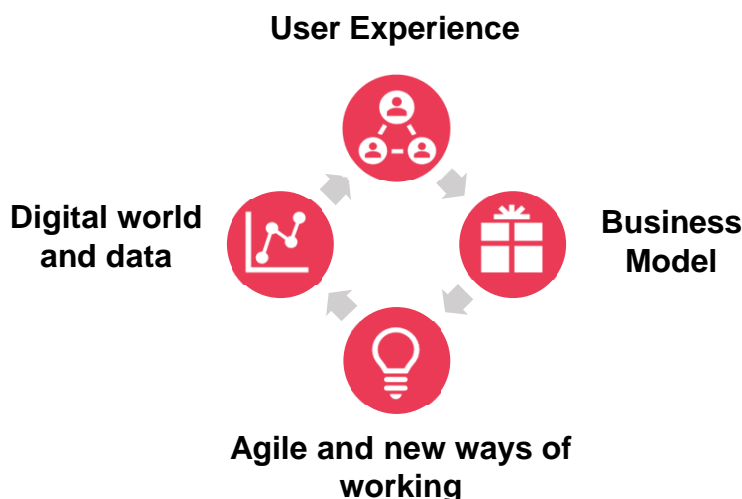 User Experience
Digital world
and data
Business
Model
Agile and new ways of
working